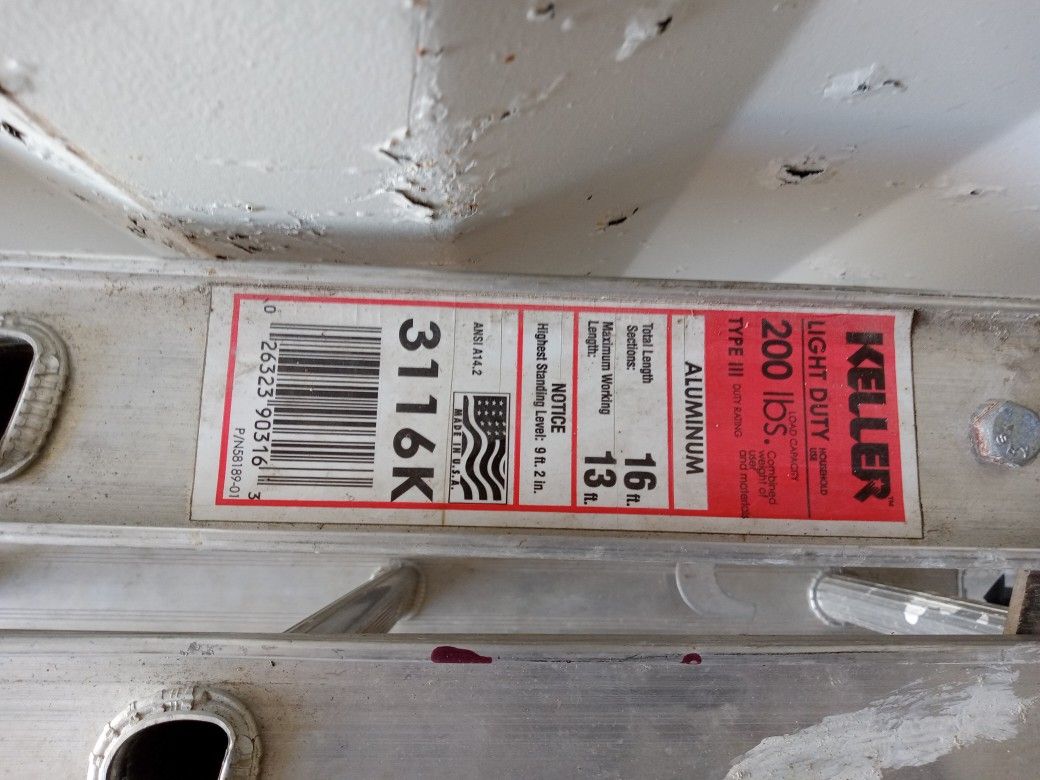 KELLER™
LIGHT DUTY HOUSEHOLD USE
200 lbs. LOAD CAPACITY
Combined
weight of
user
and materials
TYPE III DUTY RATING
ALUMINUM
Total Length
Sections: 16 ft.
Maximum Working
Length: 13 ft.
NOTICE
Highest Standing Level: 9 ft. 2 in.
ANSI A14.2
MADE IN U.S.A.
3116K
0 26323 90316 3
P/N58189-01